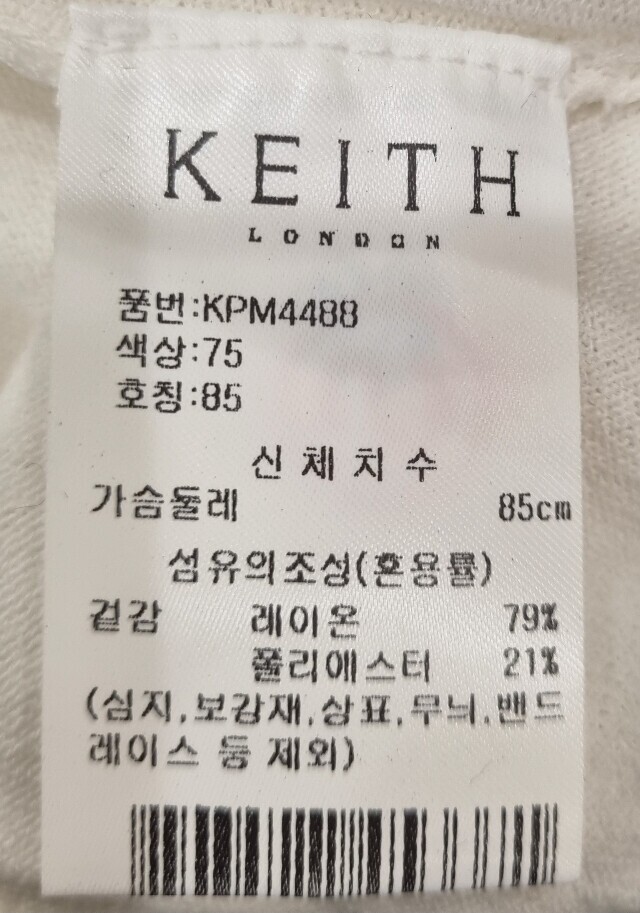 KEITH
LONDON
품번:KPM4488
색상:75
호칭:85
신체치수
가슴둘레 85cm
섬유의조성(혼용률)
겉감 레이온 79%
폴리에스터 21%
(심지,보강재,상표,무늬,밴드
레이스 등 제외)